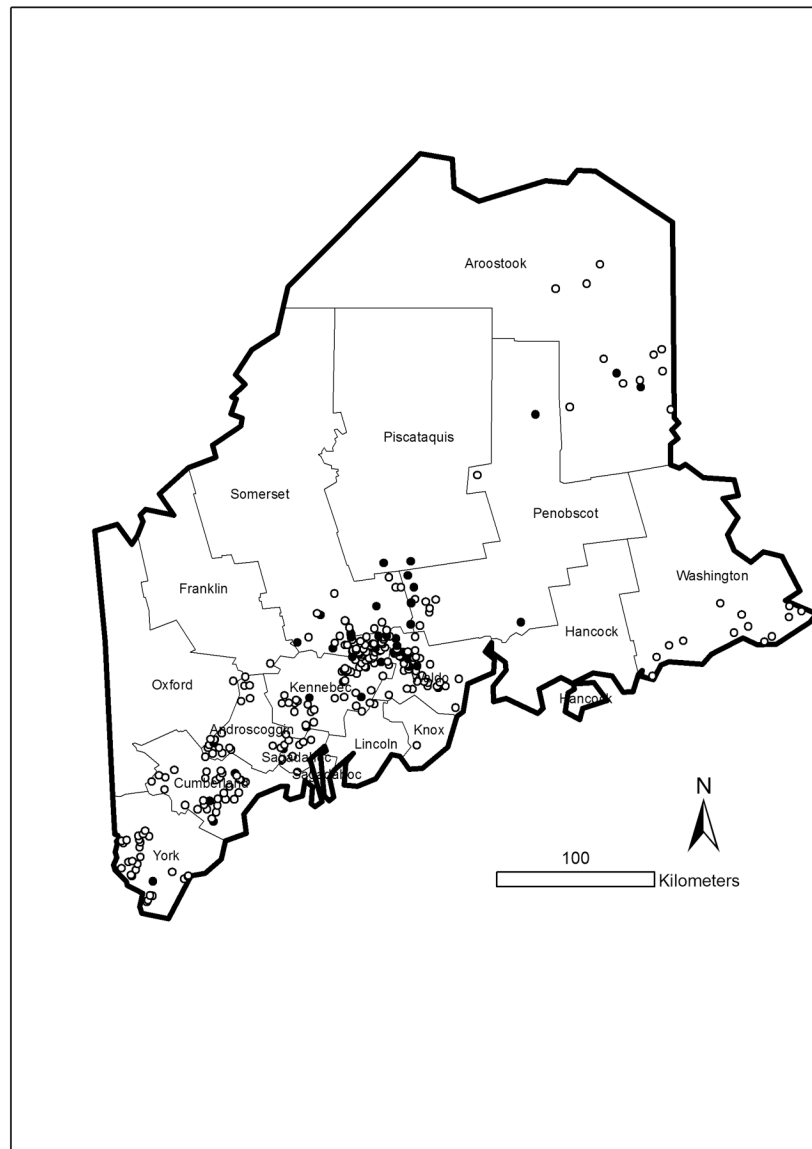 Aroostook
Piscataquis
Somerset
Penobscot
Washington
Franklin
Hancock
Oxford
Kennebec
Waldo
Hancock
Androscoggin
Knox
Lincoln
Sagadahoc
Sagadahoc
Cumberland
N
York
100
Kilometers